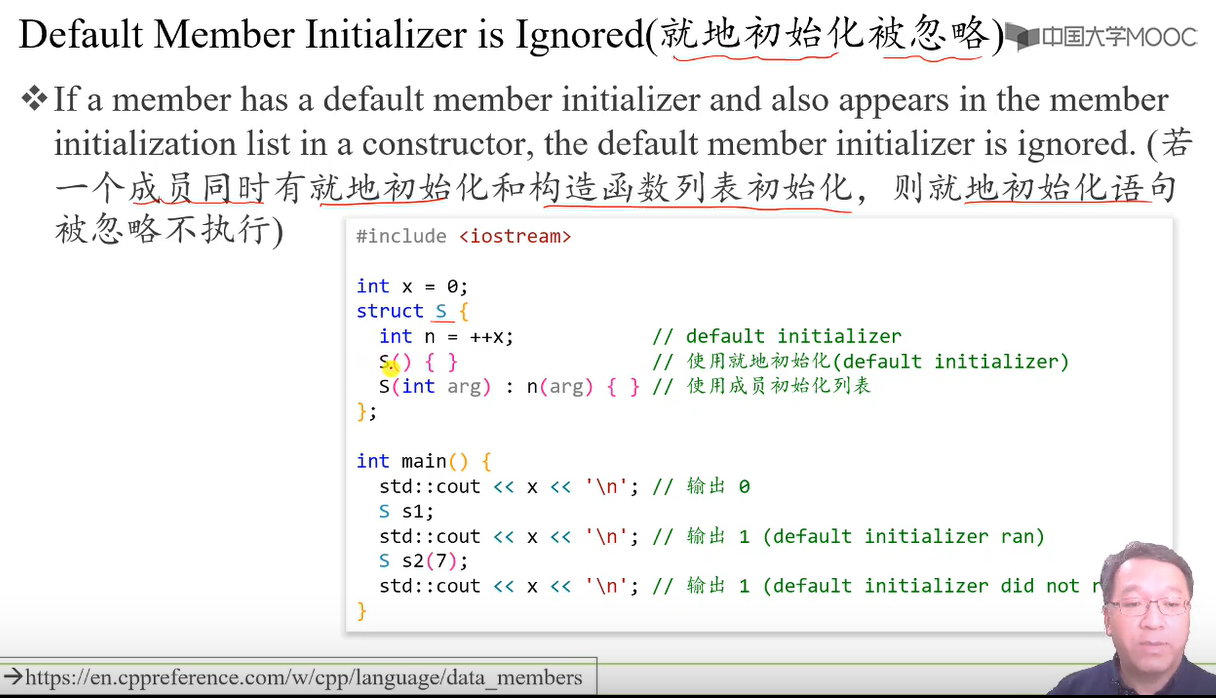 Default Member Initializer is Ignored(就地初始化被忽略)
中国大学MOOC
❖If a member has a default member initializer and also appears in the member
initialization list in a constructor, the default member initializer is ignored. (若
一个成员同时有就地初始化和构造函数列表初始化，则就地初始化语句
被忽略不执行)
#include <iostream>
int x = 0;
struct S {
int n = ++x; // default initializer
S() { } // 使用就地初始化(default initializer)
S(int arg) : n(arg) { } // 使用成员初始化列表
};
int main() {
std::cout << x << '\n'; // 输出 0
S s1;
std::cout << x << '\n'; // 输出 1 (default initializer ran)
S s2(7);
std::cout << x << '\n'; // 输出 1 (default initializer did not
}
→https://en.cppreference.com/w/cpp/language/data_members